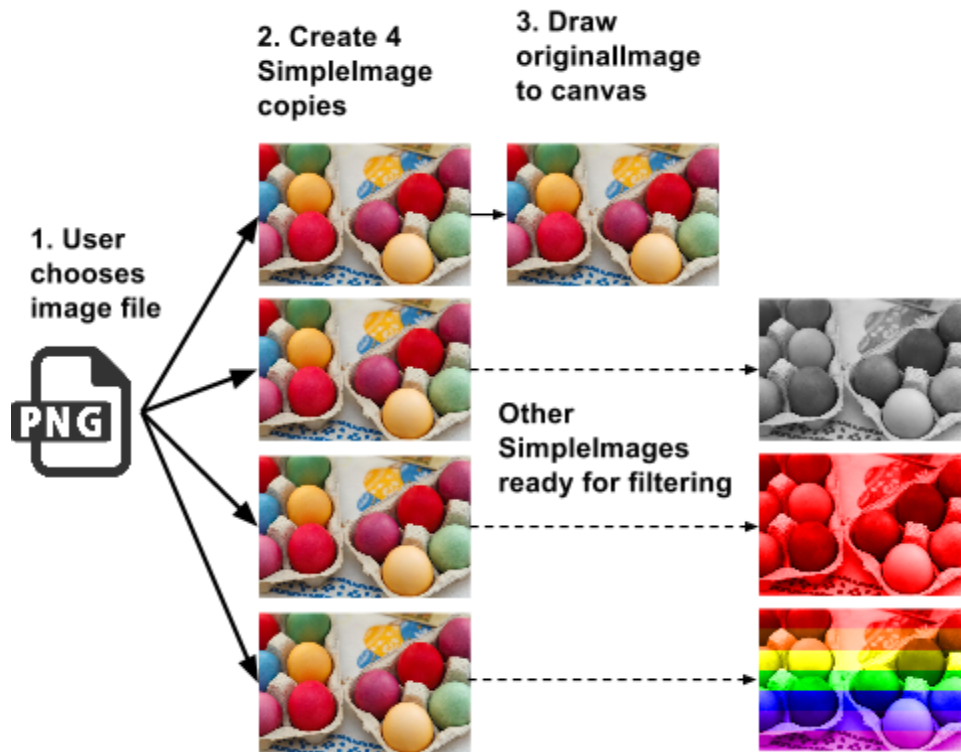 2. Create 4
SimpleImage
copies
3. Draw
originalImage
to canvas
1. User
chooses
image file
PNG
Other
SimpleImages
ready for filtering